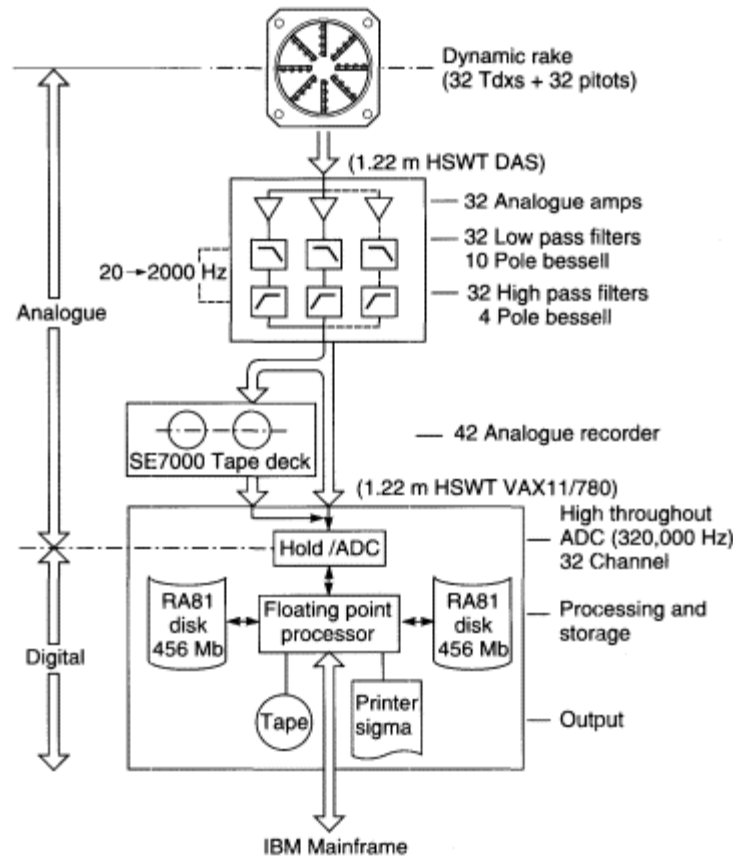 Dynamic rake
(32 Tdxs + 32 pitots)
(1.22 m HSWT DAS)
32 Analogue amps
32 Low pass filters
10 Pole bessell
20→2000 Hz
32 High pass filters
4 Pole bessell
Analogue
SE7000 Tape deck
42 Analogue recorder
(1.22 m HSWT VAX11/780)
High throughout
ADC (320,000 Hz)
32 Channel
Hold /ADC
RA81
disk
456 Mb
Floating point
processor
RA81
disk
456 Mb
Processing and
storage
Digital
Tape
Printer
sigma
Output
IBM Mainframe